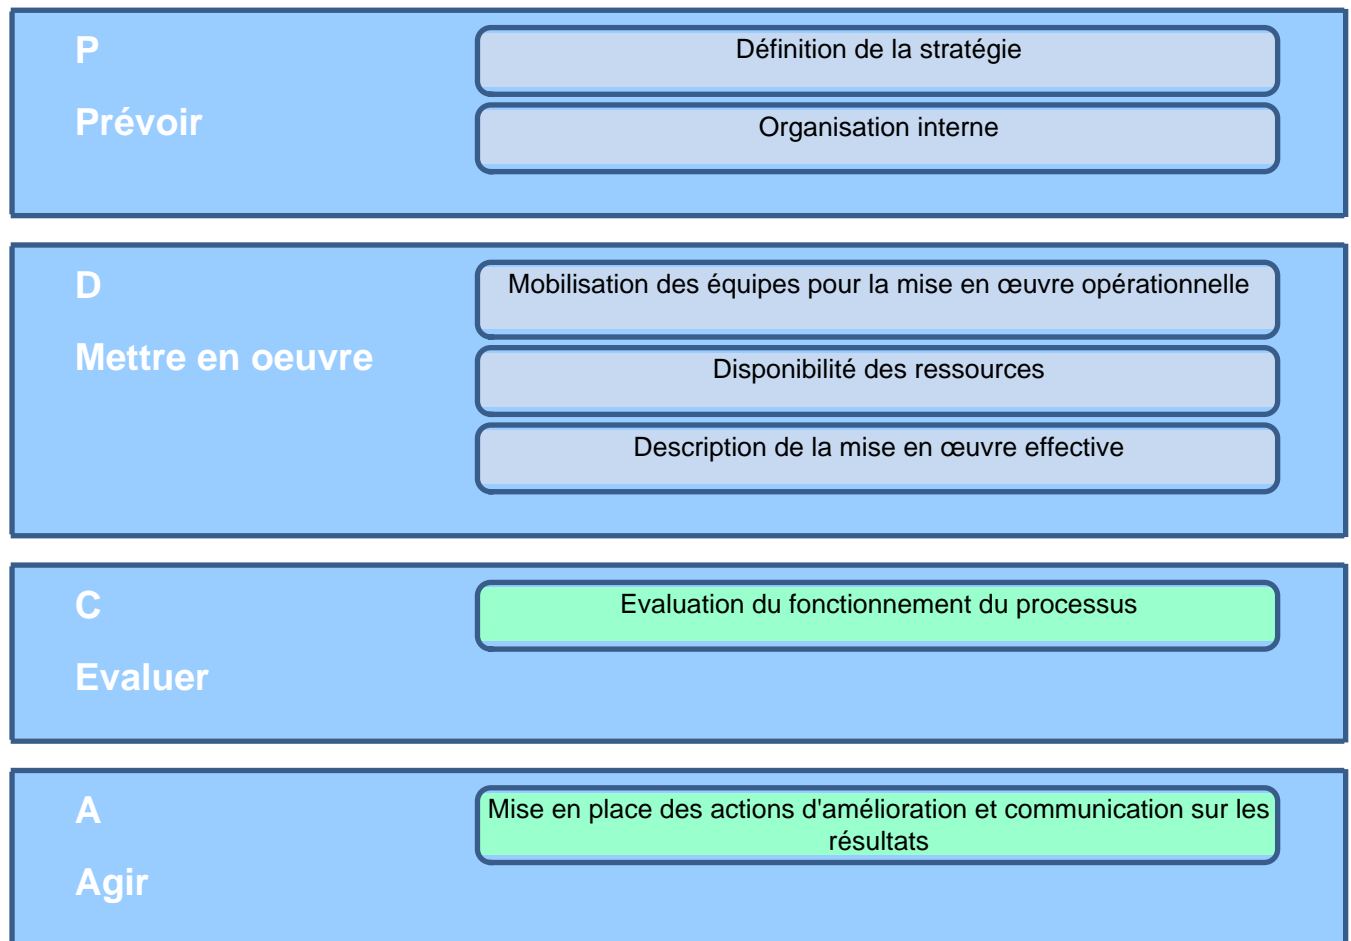 P
Prévoir
Définition de la stratégie
Organisation interne
D
Mettre en oeuvre
Mobilisation des équipes pour la mise en œuvre opérationnelle
Disponibilité des ressources
Description de la mise en œuvre effective
C
Evaluer
Evaluation du fonctionnement du processus
A
Agir
Mise en place des actions d'amélioration et communication sur les
résultats